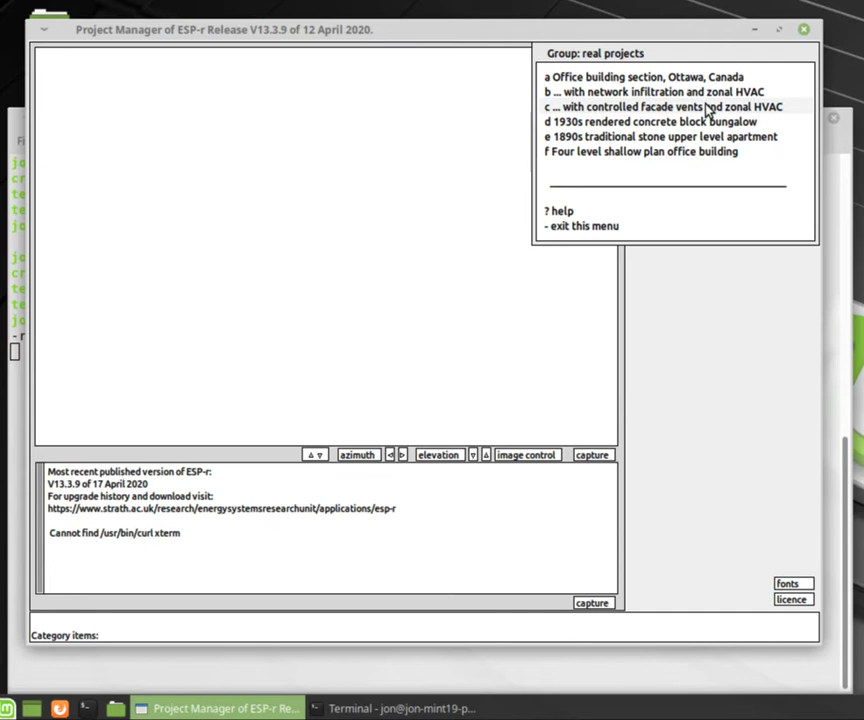 Project Manager of ESP-r Release V13.3.9 of 12 April 2020.
Group: real projects
a Office building section, Ottawa, Canada
b ... with network infiltration and zonal HVAC
c ... with controlled facade vents and zonal HVAC
d 1930s rendered concrete block bungalow
e 1890s traditional stone upper level apartment
f Four level shallow plan office building
? help
- exit this menu
azimuth
elevation
image control
capture
Most recent published version of ESP-r:
V13.3.9 of 17 April 2020
For upgrade history and download visit:
https://www.strath.ac.uk/research/energysystemsresearchunit/applications/esp-r
Cannot find /usr/bin/curl xterm
fonts
licence
capture
Category items:
Project Manager of ESP-r Re...
Terminal - jon@jon-mint19-p...